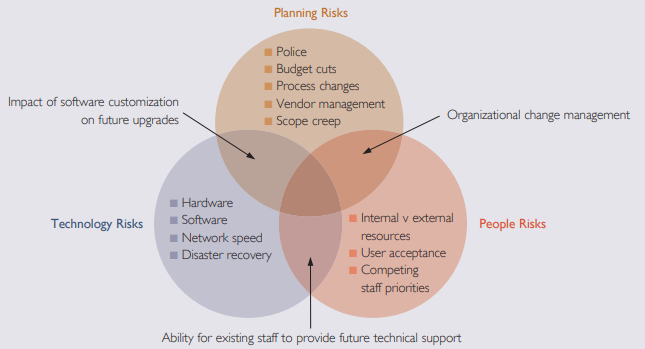 Planning Risks
Police
Budget cuts
Process changes
Vendor management
Scope creep
Impact of software customization
on future upgrades
Organizational change management
Technology Risks
Hardware
Software
Network speed
Disaster recovery
Internal v external
resources
User acceptance
Competing
staff priorities
People Risks
Ability for existing staff to provide future technical support